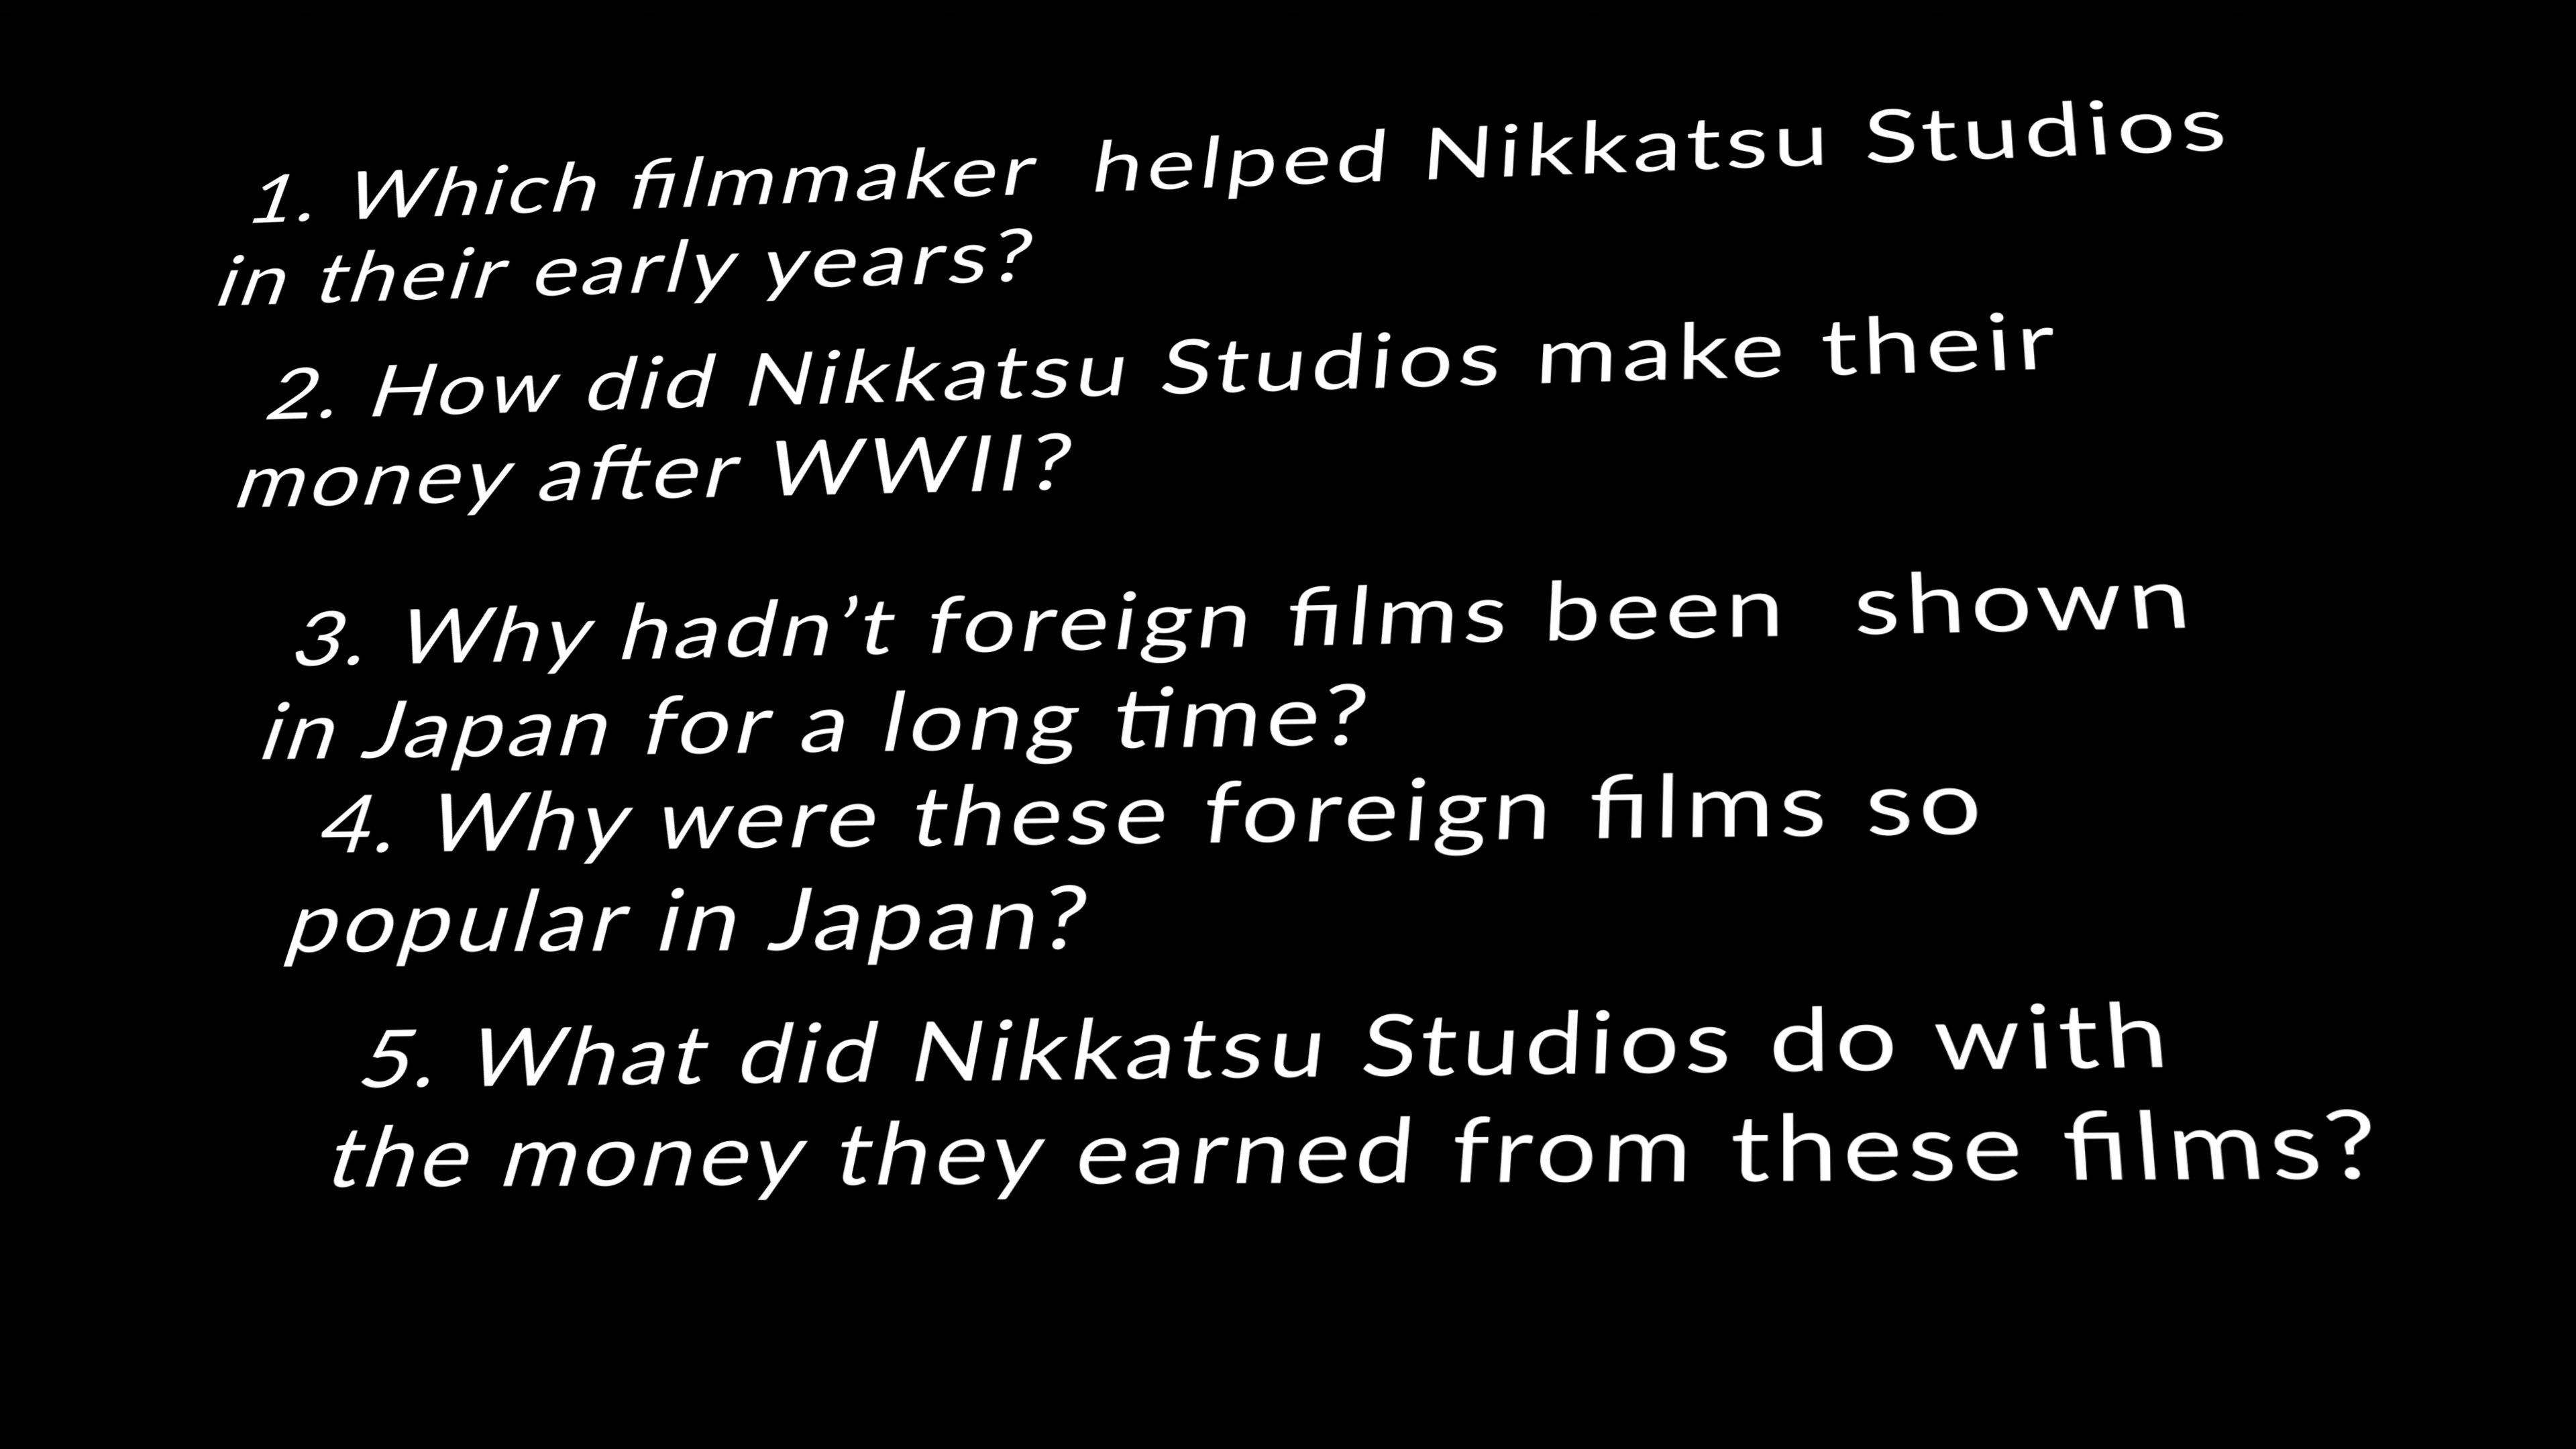 1. Which filmmaker helped Nikkatsu Studios
in their early years?
2. How did Nikkatsu Studios make their
money after WWII?
3. Why hadn’t foreign films been shown
in Japan for a long time?
4. Why were these foreign films so
popular in Japan?
5. What did Nikkatsu Studios do with
the money they earned from these films?